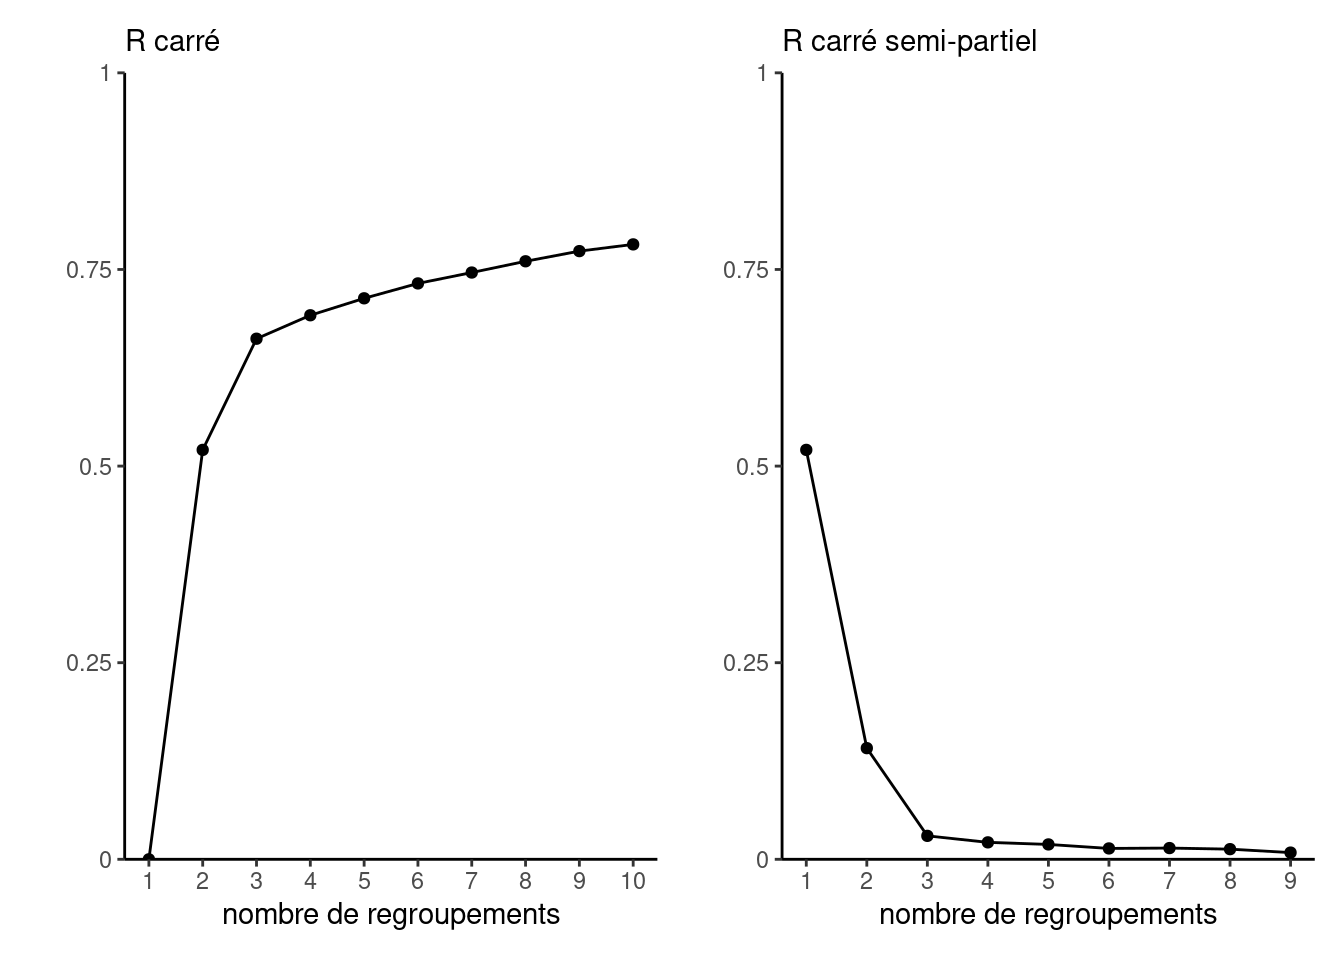 R carré
1
0.75
0.5
0.25
0
1 2 3 4 5 6 7 8 9 10
nombre de regroupements
R carré semi-partiel
1
0.75
0.5
0.25
0
1 2 3 4 5 6 7 8 9
nombre de regroupements